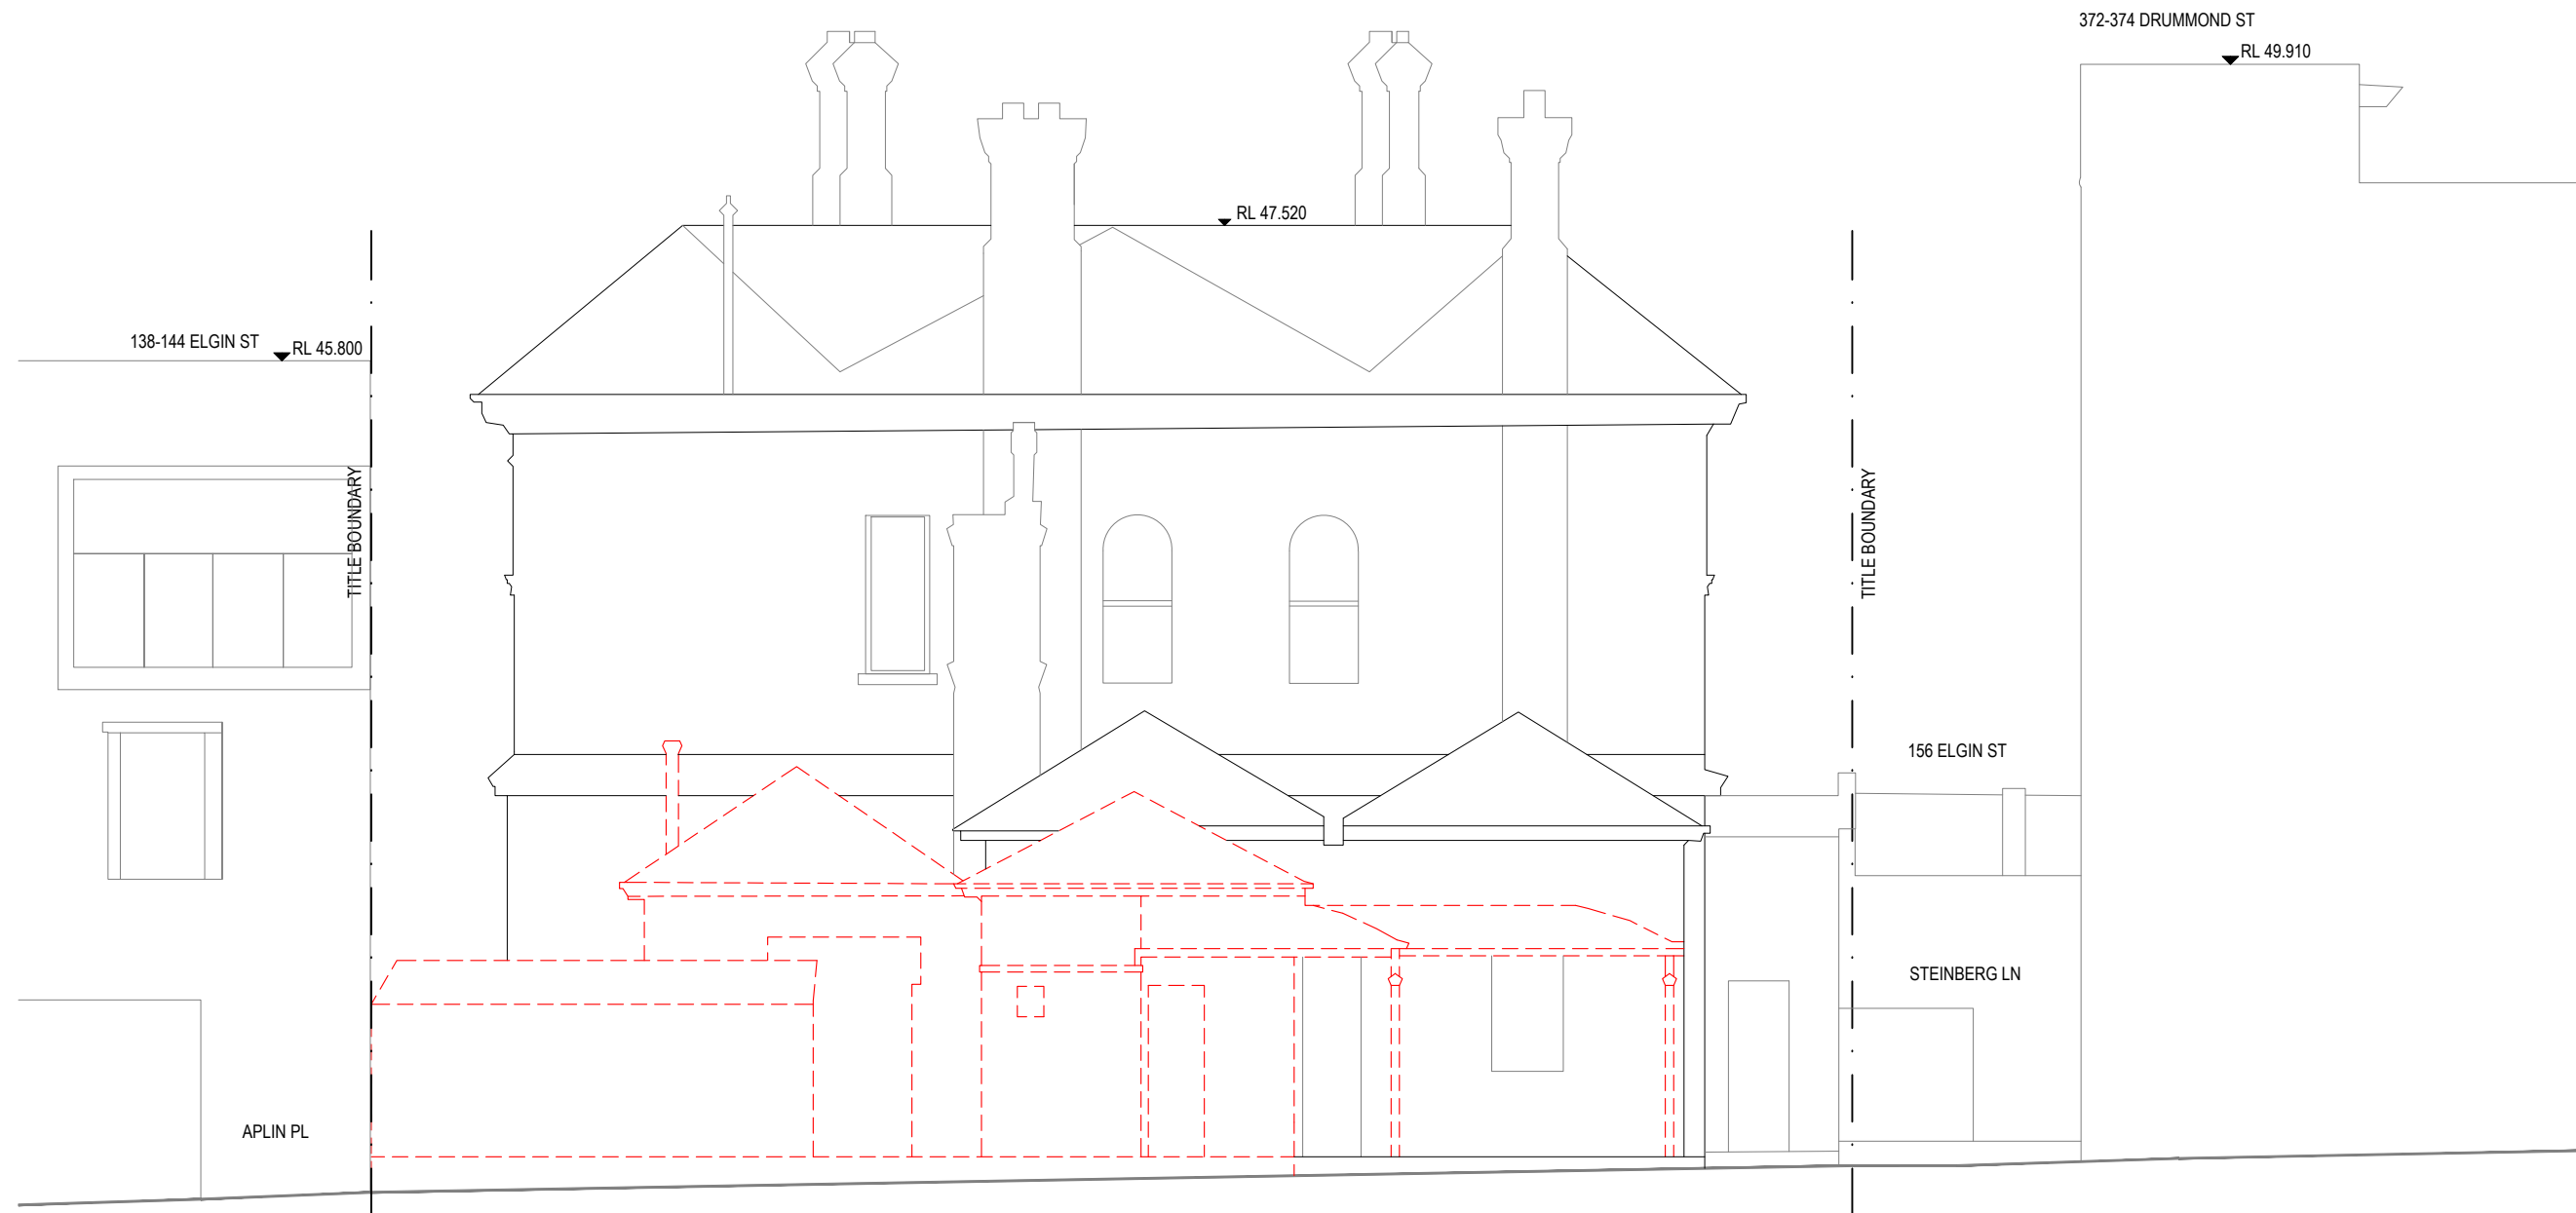 372-374 DRUMMOND ST
RL 49.910
RL 47.520
138-144 ELGIN ST
RL 45.800
TITLE BOUNDARY
TITLE BOUNDARY
156 ELGIN ST
STEINBERG LN
APLIN PL